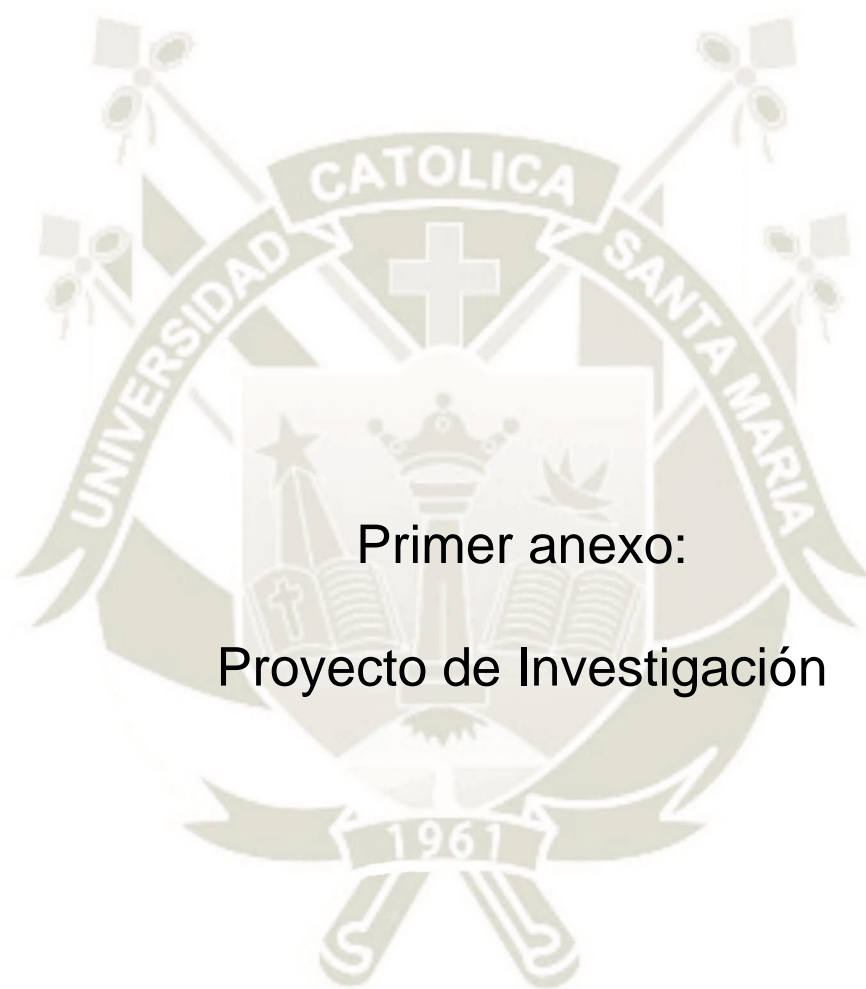 CATOLICA
UNIVERSIDAD
SANTA MARIA
Primer anexo:
Proyecto de Investigación
1961